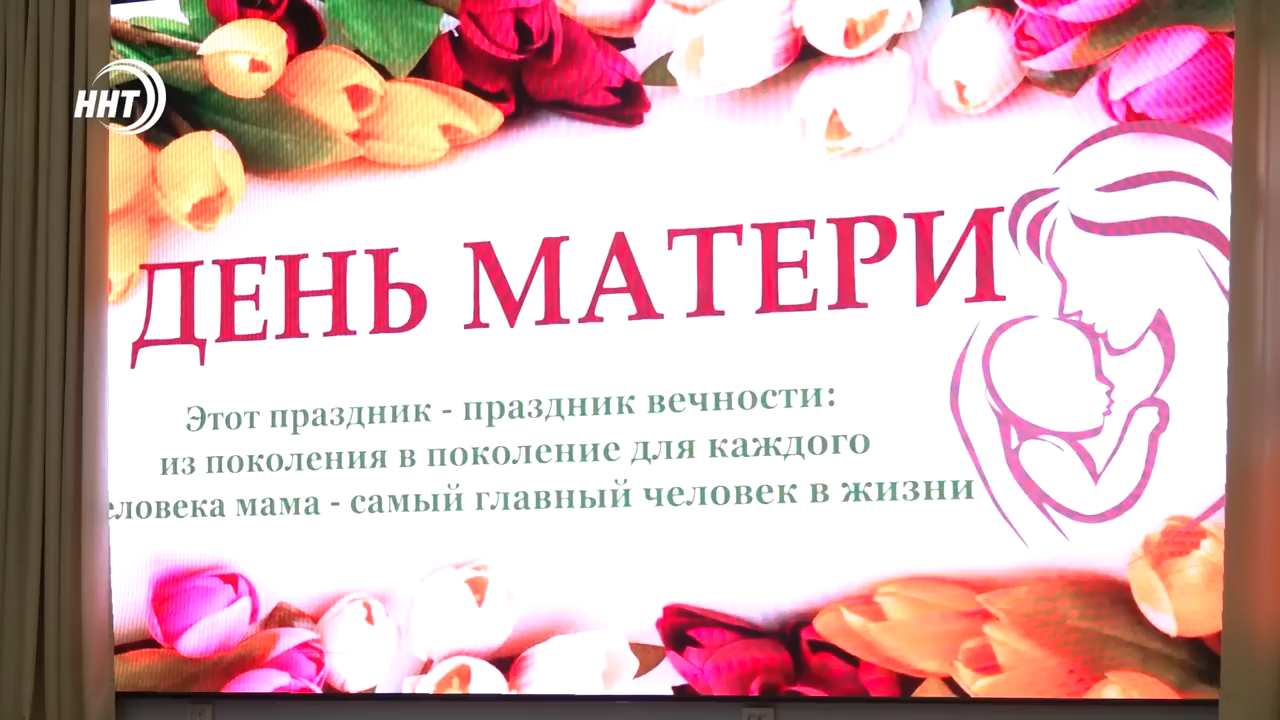 ННТ
ДЕНЬ МАТЕРИ
Этот праздник - праздник вечности:
из поколения в поколение для каждого
еловека мама - самый главный человек в жизни